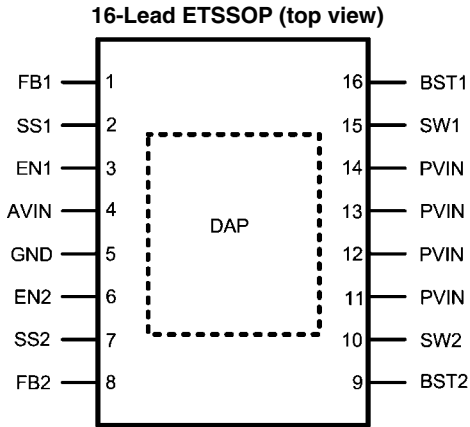 16-Lead ETSSOP (top view)
FB1 1 16 BST1
SS1 2 15 SW1
EN1 3 14 PVIN
AVIN 4 13 PVIN
DAP
GND 5 12 PVIN
EN2 6 11 PVIN
SS2 7 10 SW2
FB2 8 9 BST2